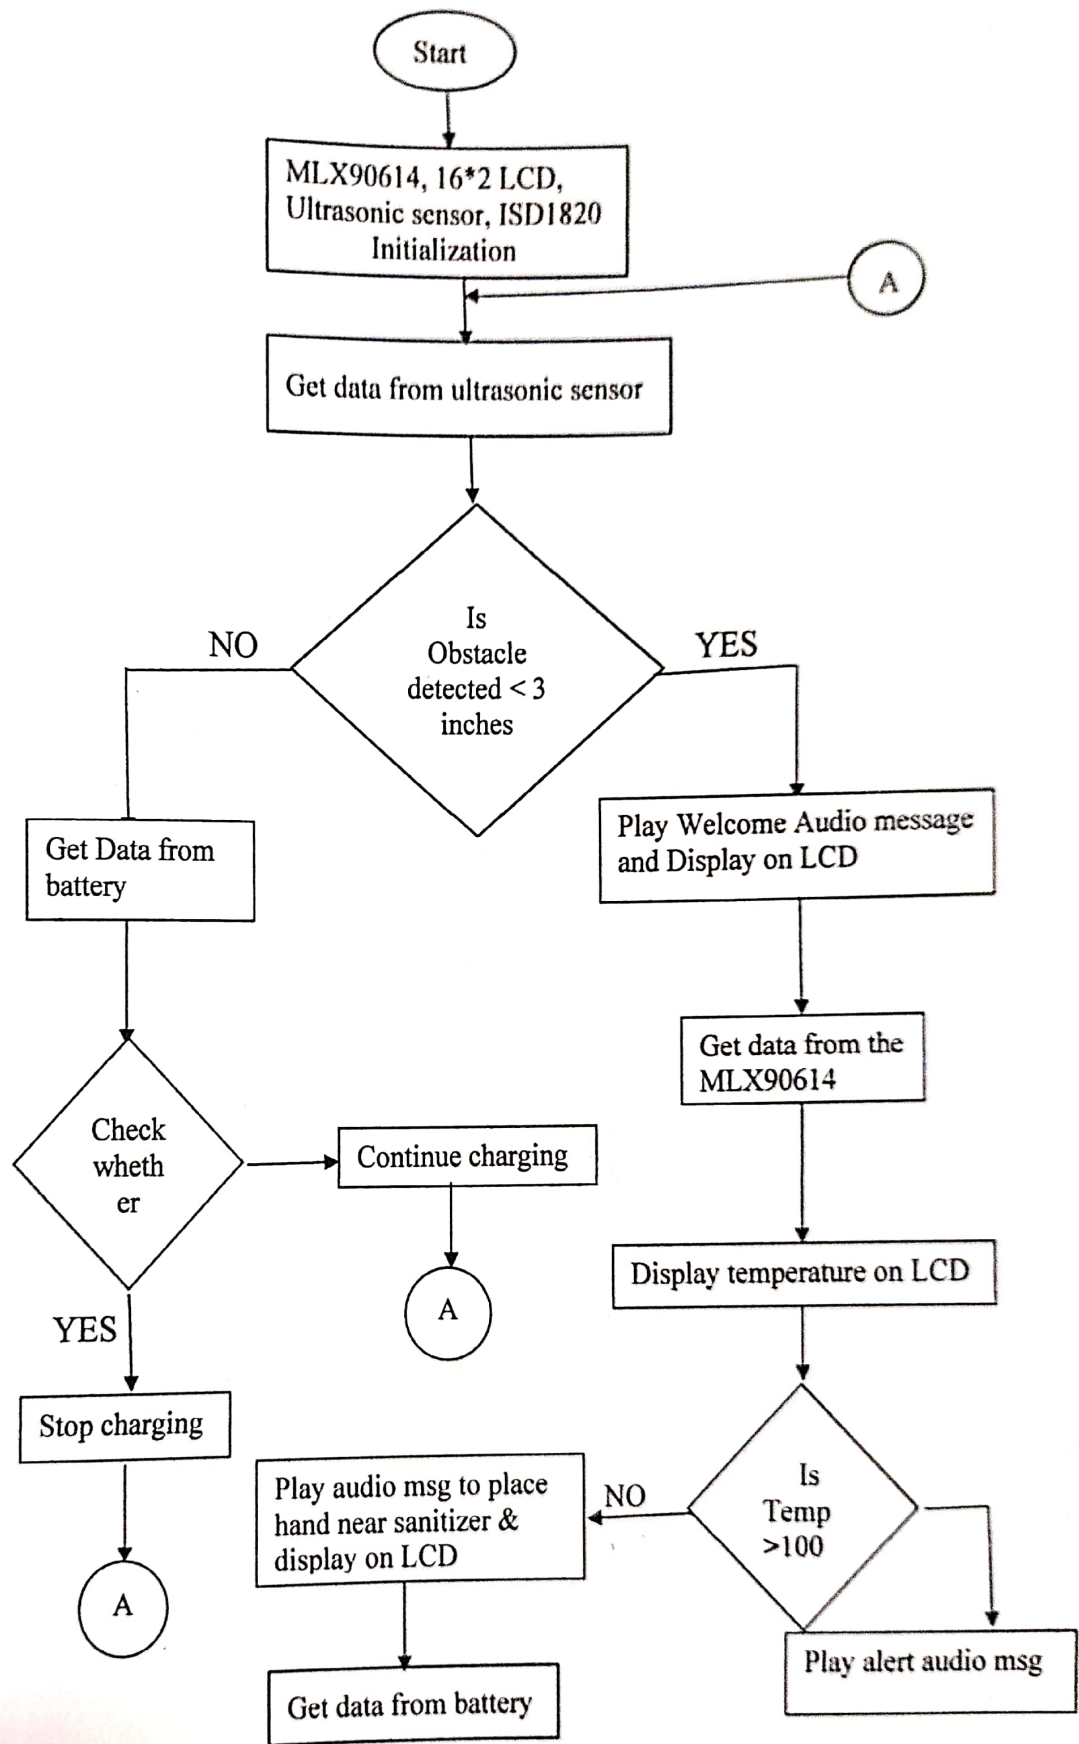 Start
MLX90614, 16*2 LCD,
Ultrasonic sensor, ISD1820
Initialization
A
Get data from ultrasonic sensor
Is
Obstacle
detected < 3
inches
NO
YES
Get Data from
battery
Play Welcome Audio message
and Display on LCD
Get data from the
MLX90614
Check
wheth
er
Continue charging
A
Display temperature on LCD
YES
Stop charging
A
Is
Temp
>100
NO
Play audio msg to place
hand near sanitizer &
display on LCD
Play alert audio msg
Get data from battery